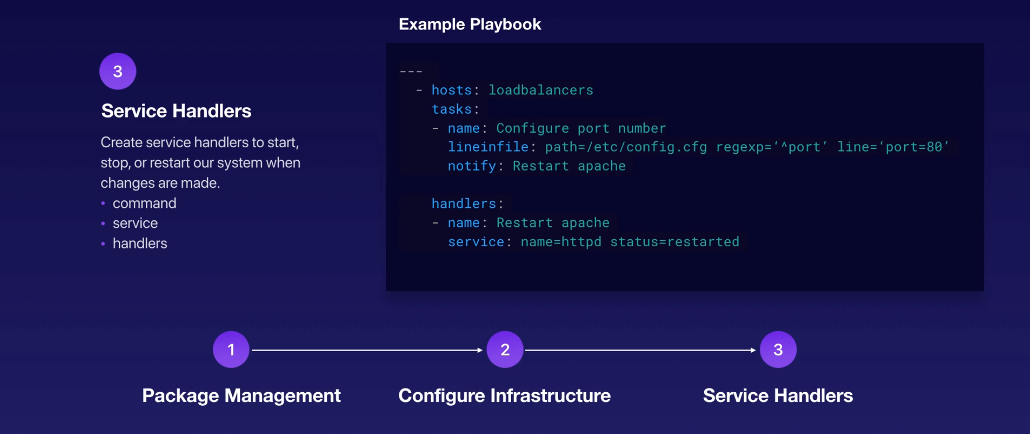 Example Playbook
3
Service Handlers
Create service handlers to start,
stop, or restart our system when
changes are made.
• command
• service
• handlers
---
  - hosts: loadbalancers
    tasks:
    - name: Configure port number
      lineinfile: path=/etc/config.cfg regexp=‘^port’ line=‘port=80’
      notify: Restart apache
    handlers:
    - name: Restart apache
      service: name=httpd status=restarted
1
2
3
Package Management
Configure Infrastructure
Service Handlers